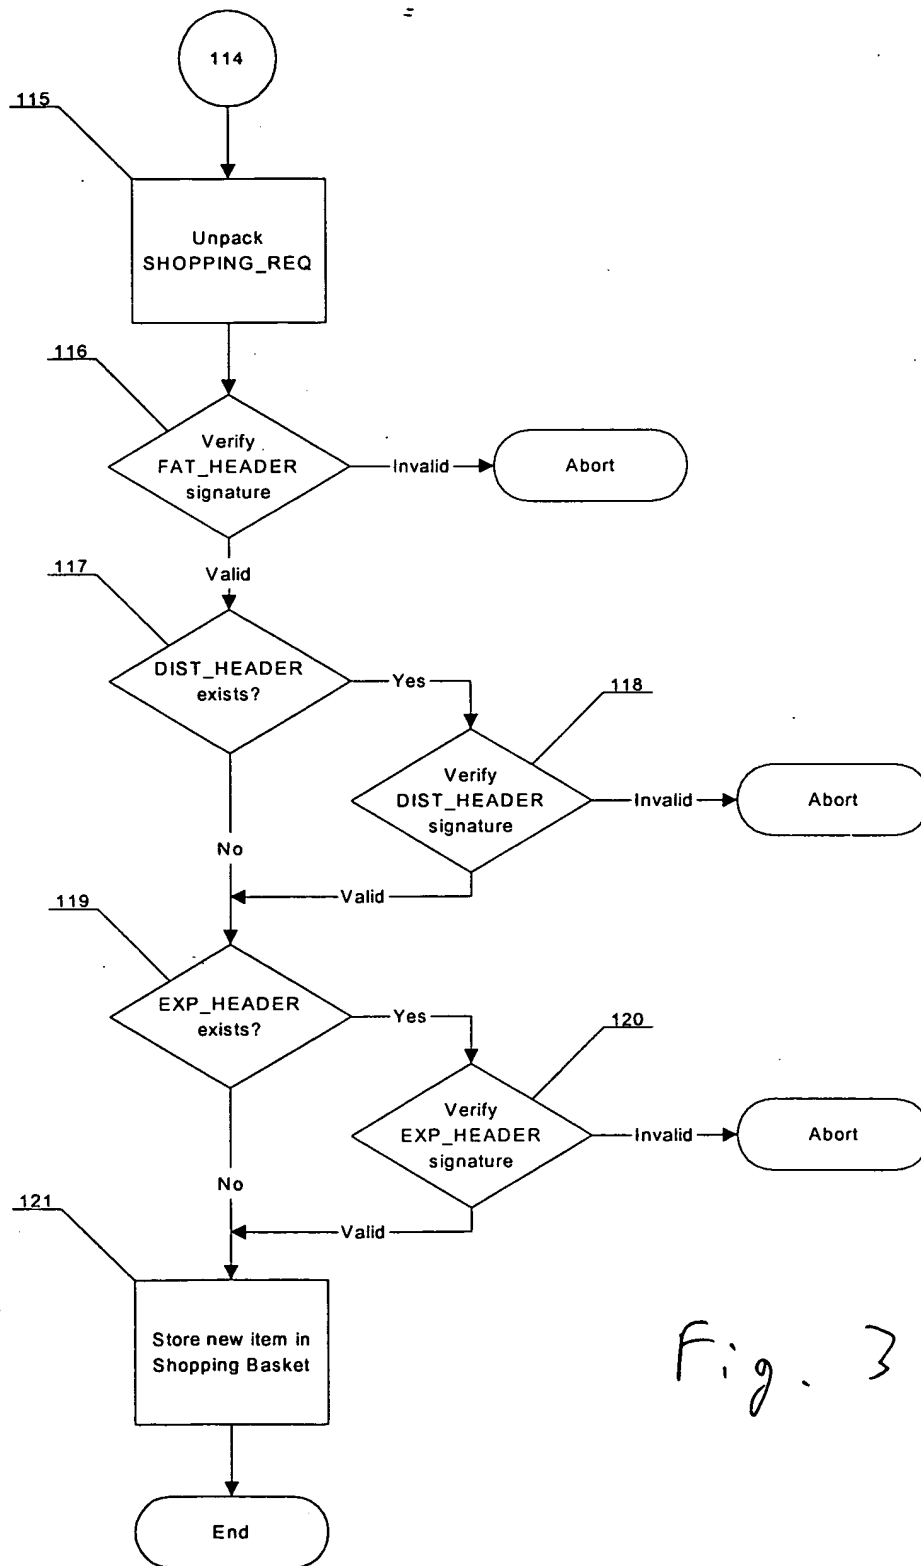 114
115
Unpack
SHOPPING_REQ
116
Verify
FAT_HEADER
signature
Invalid
Abort
Valid
117
DIST_HEADER
exists?
Yes
118
Verify
DIST_HEADER
signature
Invalid
Abort
No
Valid
119
EXP_HEADER
exists?
Yes
120
Verify
EXP_HEADER
signature
Invalid
Abort
No
Valid
121
Store new item in
Shopping Basket
Fig. 3
End